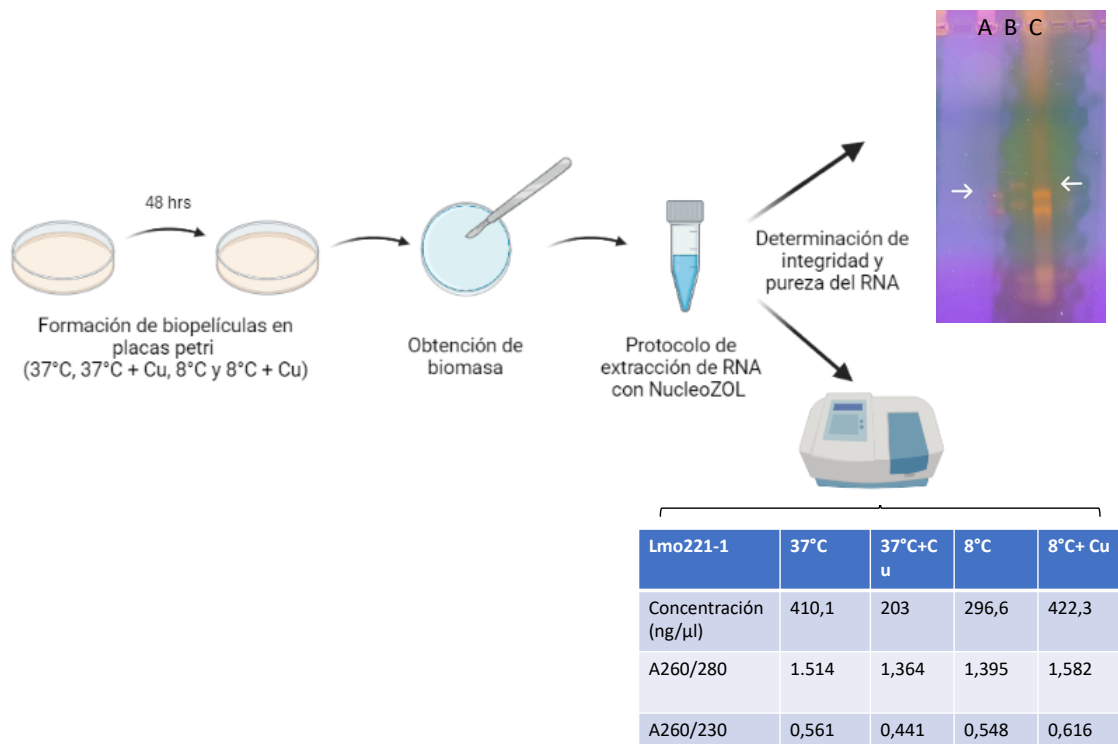 A B C
48 hrs
Formación de biopelículas en
placas petri
(37°C, 37°C + Cu, 8°C y 8°C + Cu)
Obtención de
biomasa
Protocolo de
extracción de RNA
con NucleoZOL
Determinación de
integridad y
pureza del RNA
Lmo221-1 37°C 37°C+C 8°C 8°C+ Cu
u
Concentración 410,1 203 296,6 422,3
(ng/µl)
A260/280 1.514 1,364 1,395 1,582
A260/230 0,561 0,441 0,548 0,616